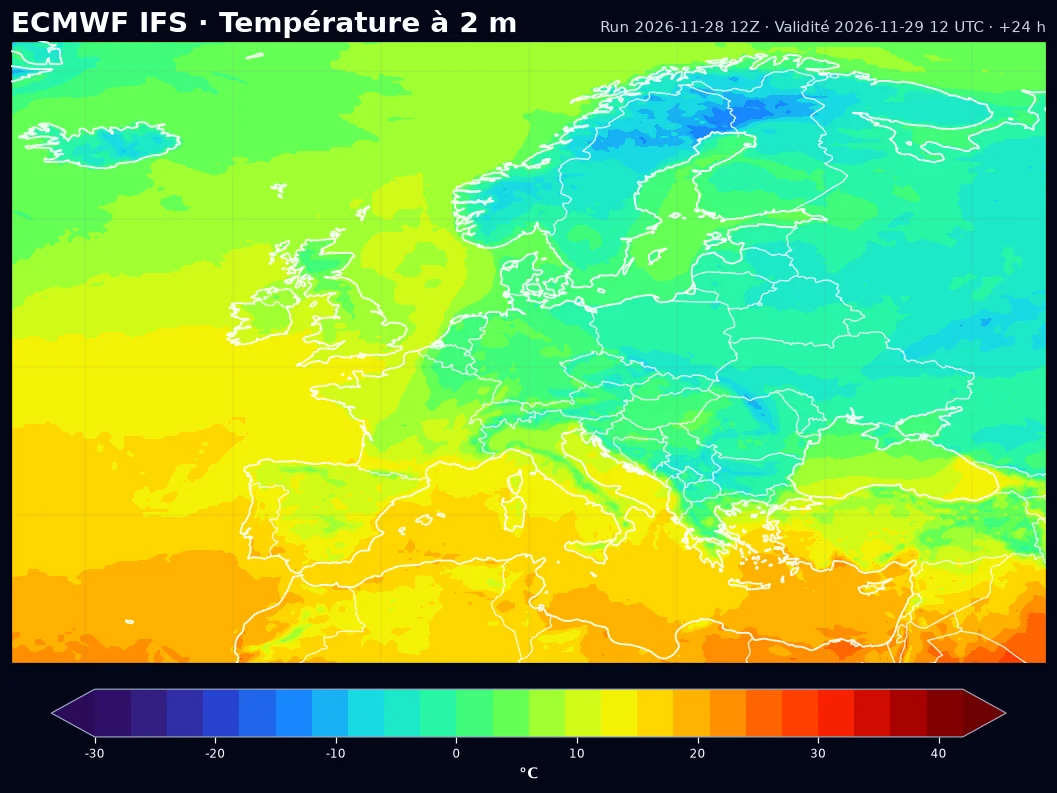 ECMWF IFS · Température à 2 m
Run 2026-11-28 12Z · Validité 2026-11-29 12 UTC · +24 h
-30 -20 -10 0 10 20 30 40
°C